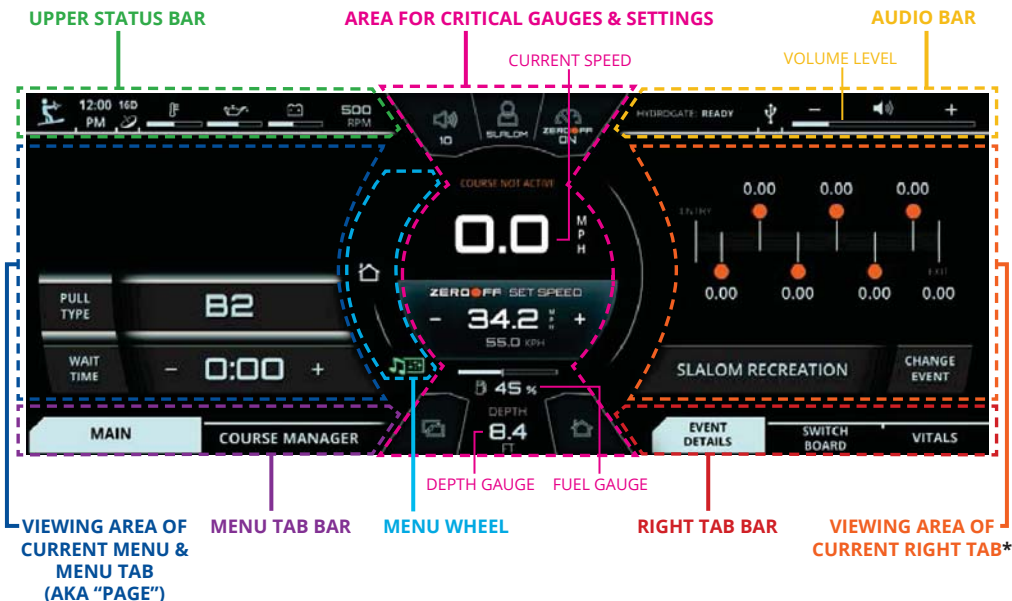 UPPER STATUS BAR
AREA FOR CRITICAL GAUGES & SETTINGS
AUDIO BAR
CURRENT SPEED
VOLUME LEVEL
12:00 PM
16D
500 RPM
10
SLALOM
ZEROOFF ON
HYDROGATE: READY
−
+
COURSE NOT ACTIVE
0.0 MPH
0.00 0.00 0.00
ENTRY
EXIT
0.00 0.00 0.00 0.00
ZEROOFF SET SPEED
− 34.2 MPH +
55.0 KPH
PULL TYPE
B2
WAIT TIME
− 0:00 +
SLALOM RECREATION
CHANGE EVENT
45 %
DEPTH
8.4
FT
MAIN
COURSE MANAGER
EVENT DETAILS
SWITCH BOARD
VITALS
DEPTH GAUGE
FUEL GAUGE
VIEWING AREA OF
CURRENT MENU &
MENU TAB
(AKA “PAGE”)
MENU TAB BAR
MENU WHEEL
RIGHT TAB BAR
VIEWING AREA OF
CURRENT RIGHT TAB*